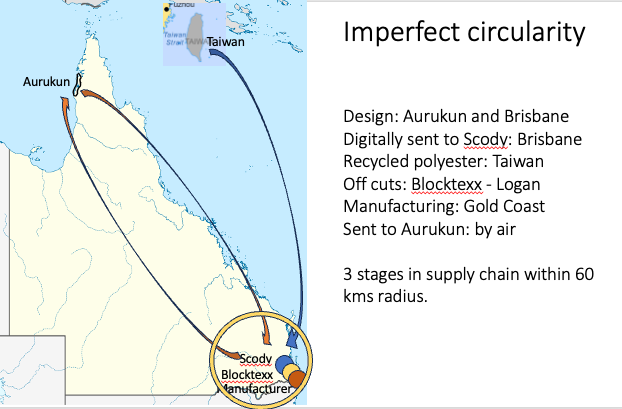 Imperfect circularity
Taiwan
Taiwan
Strait
Aurukun
Design: Aurukun and Brisbane
Digitally sent to Scody: Brisbane
Recycled polyester: Taiwan
Off cuts: Blocktexx - Logan
Manufacturing: Gold Coast
Sent to Aurukun: by air
3 stages in supply chain within 60
kms radius.
Scody
Blocktexx
Manufacturer